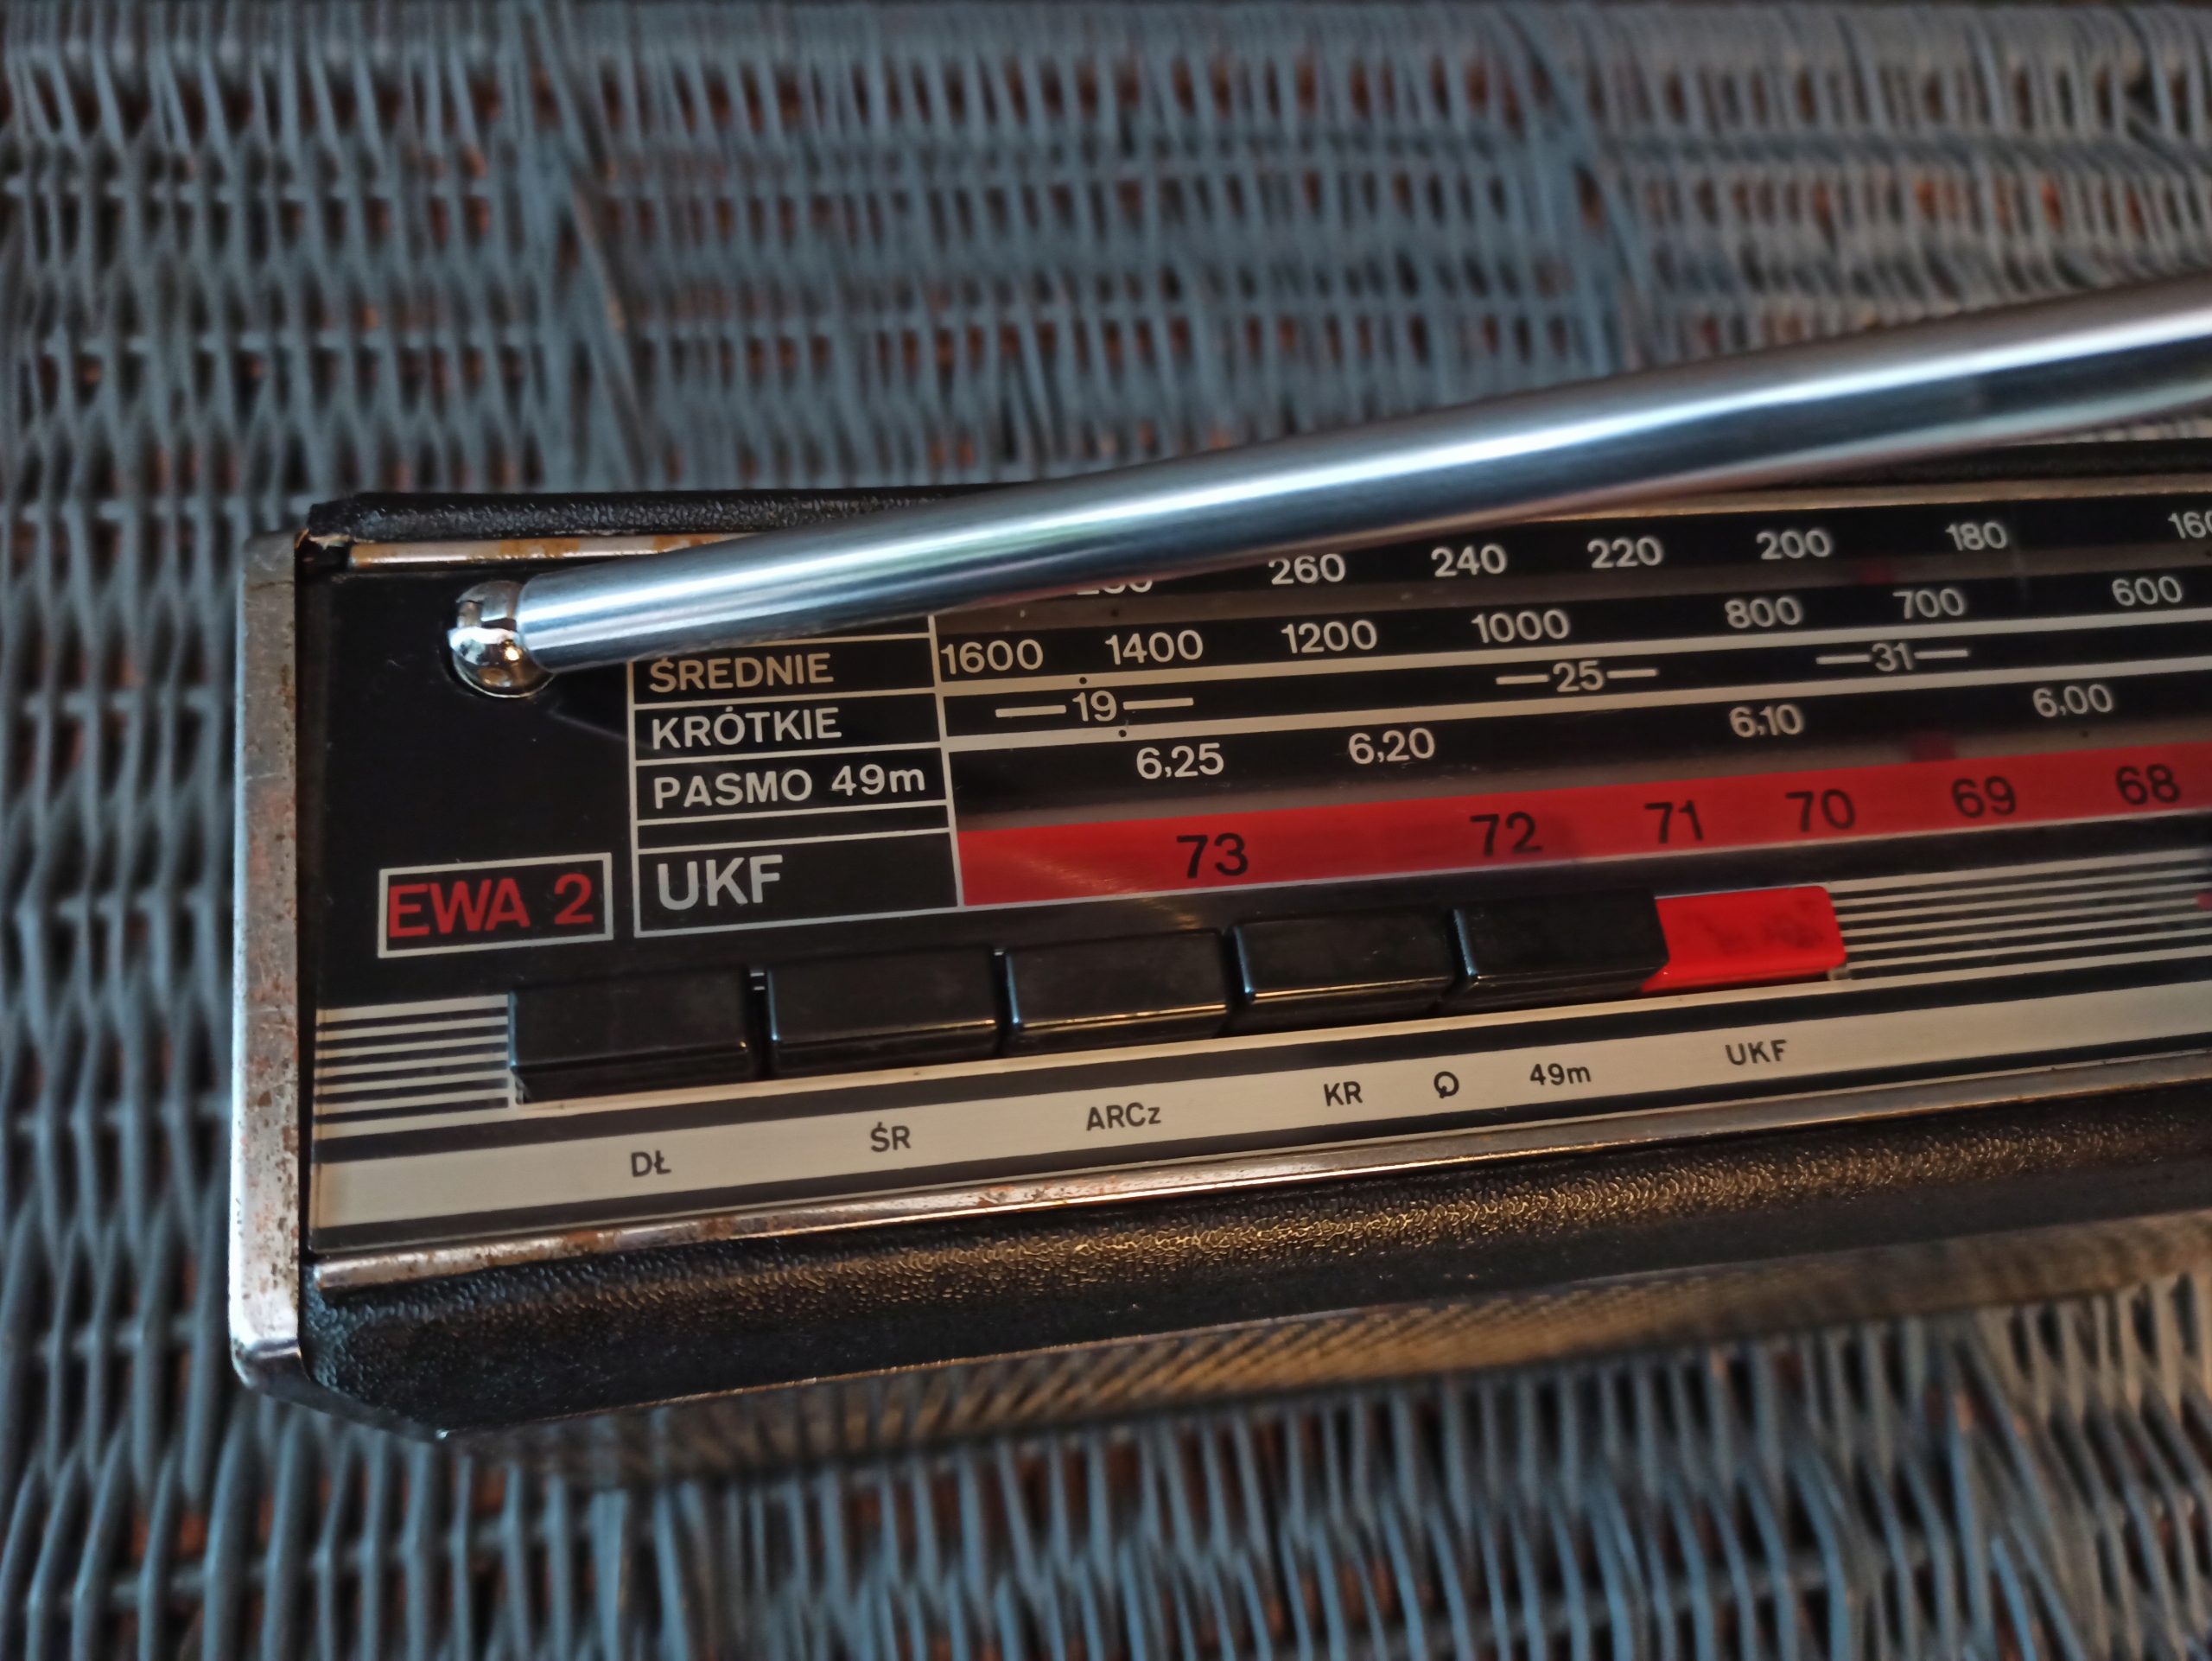 260 240 220 200 180
ŚREDNIE 1600 1400 1200 1000 800 700 600
KRÓTKIE 19 25 31
PASMO 49m 6,25 6,20 6,10 6,00
UKF 73 72 71 70 69 68
EWA 2
DŁ ŚR ARCz KR 49m UKF